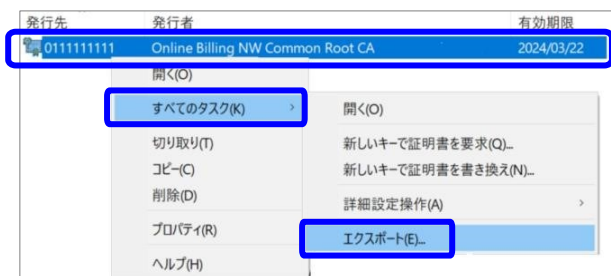 発行先 発行者 有効期限
0111111111 Online Billing NW Common Root CA 2024/03/22
開く(O)
すべてのタスク(K) > 開く(O)
切り取り(T) 新しいキーで証明書を要求(Q)...
コピー(C) 新しいキーで証明書を書き換え(N)...
削除(D) 詳細設定操作(A) >
プロパティ(R) エクスポート(E)...
ヘルプ(H)